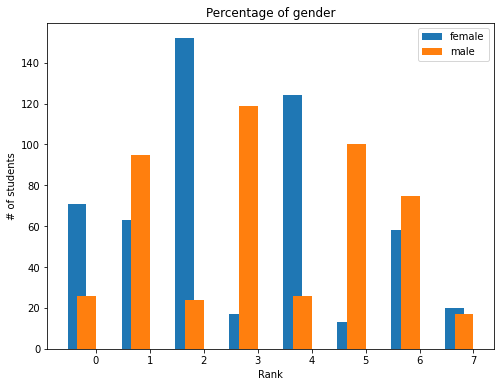 Percentage of gender
female
male
# of students
140
120
100
80
60
40
20
0
0 1 2 3 4 5 6 7
Rank